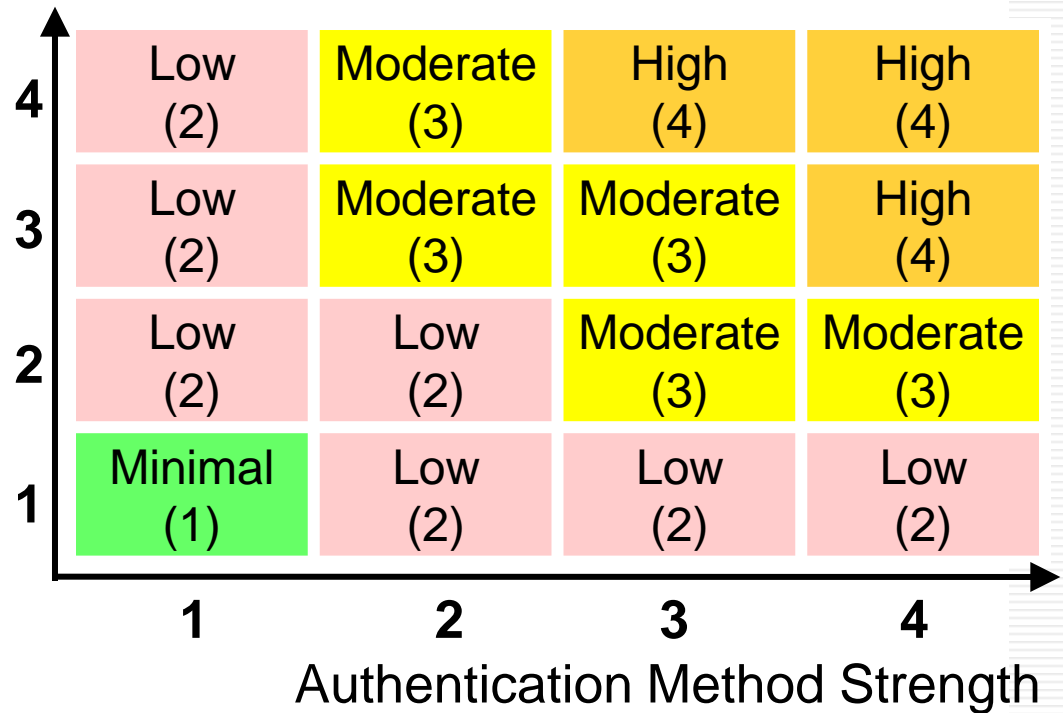 4
Low Moderate High High
(2) (3) (4) (4)
3
Low Moderate Moderate High
(2) (3) (3) (4)
2
Low Low Moderate Moderate
(2) (2) (3) (3)
1
Minimal Low Low Low
(1) (2) (2) (2)
1 2 3 4
Authentication Method Strength